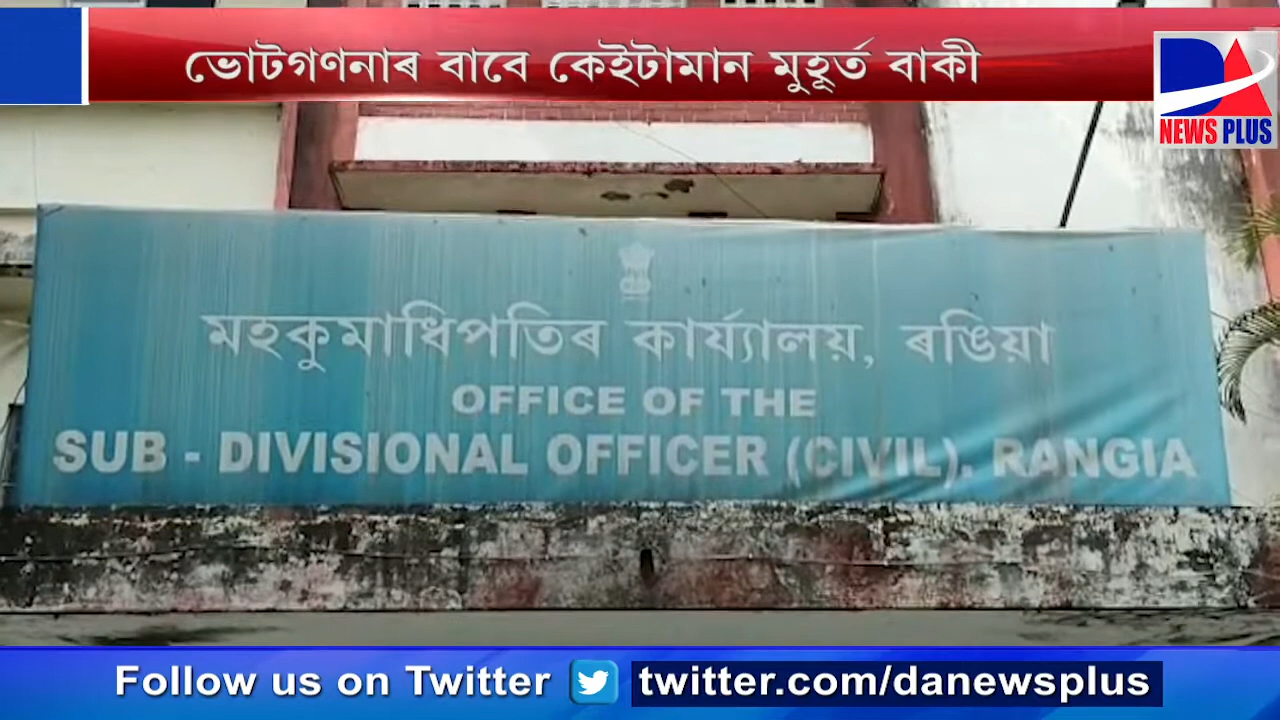 ভোটগণনাৰ বাবে কেইটামান মুহূৰ্ত বাকী
DA
NEWS PLUS
মহকুমাধিপতিৰ কাৰ্য্যালয়, ৰঙিয়া
OFFICE OF THE
SUB - DIVISIONAL OFFICER (CIVIL), RANGIA
Follow us on Twitter twitter.com/danewsplus